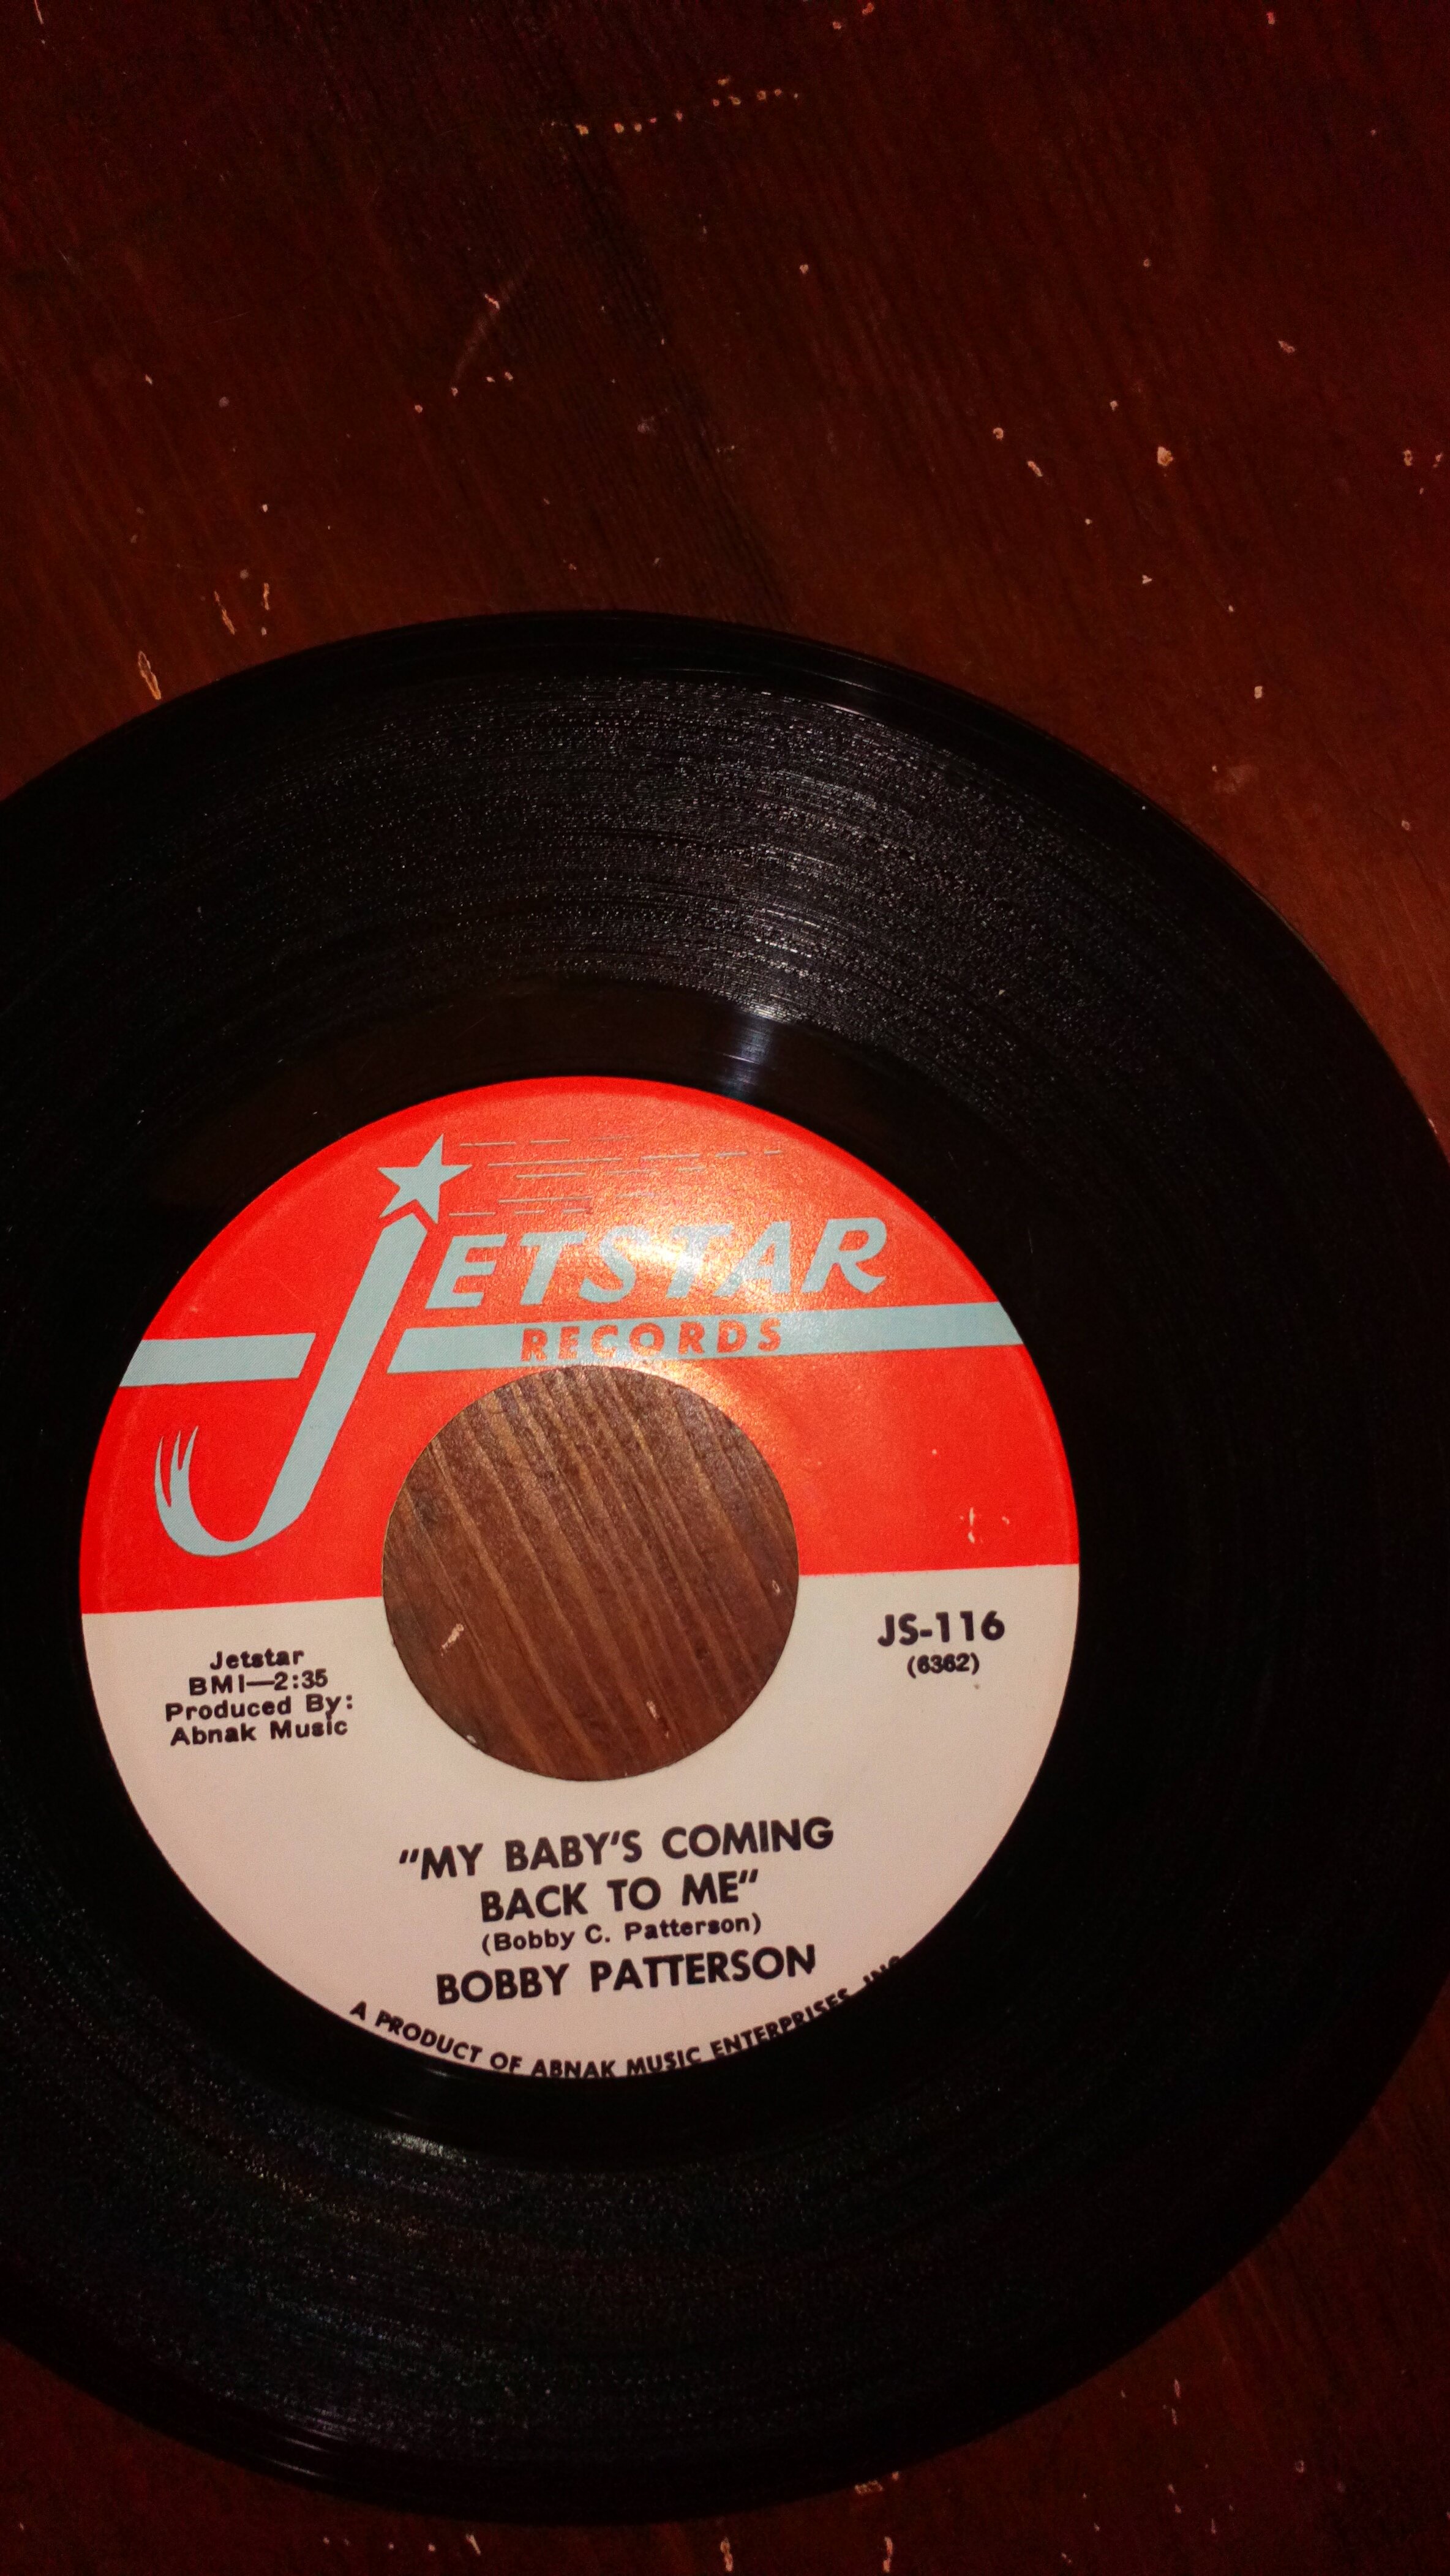 JETSTAR
RECORDS
JS-116
(6362)
Jetstar
BMI—2:35
Produced By:
Abnak Music
"MY BABY'S COMING
BACK TO ME"
(Bobby C. Patterson)
BOBBY PATTERSON
A PRODUCT OF ABNAK MUSIC ENTERPRISES, INC